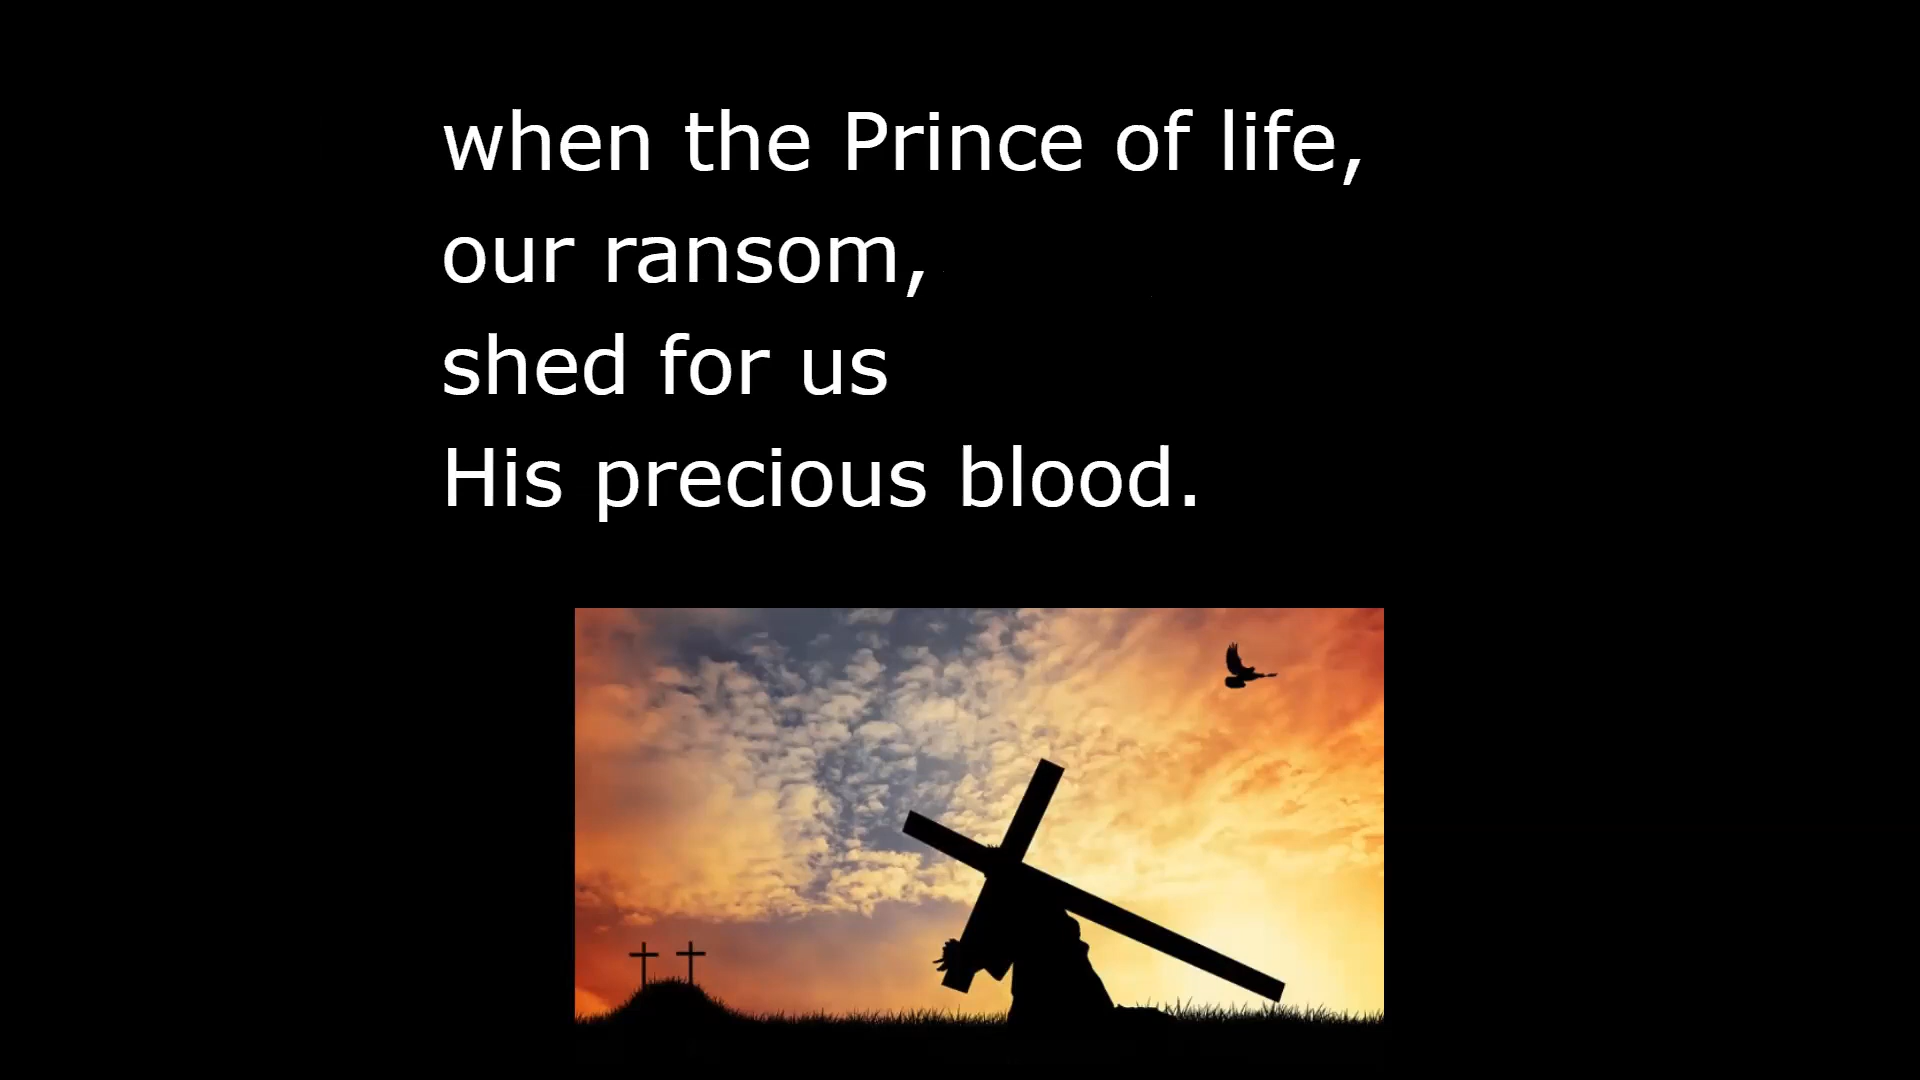 when the Prince of life,
our ransom,
shed for us
His precious blood.